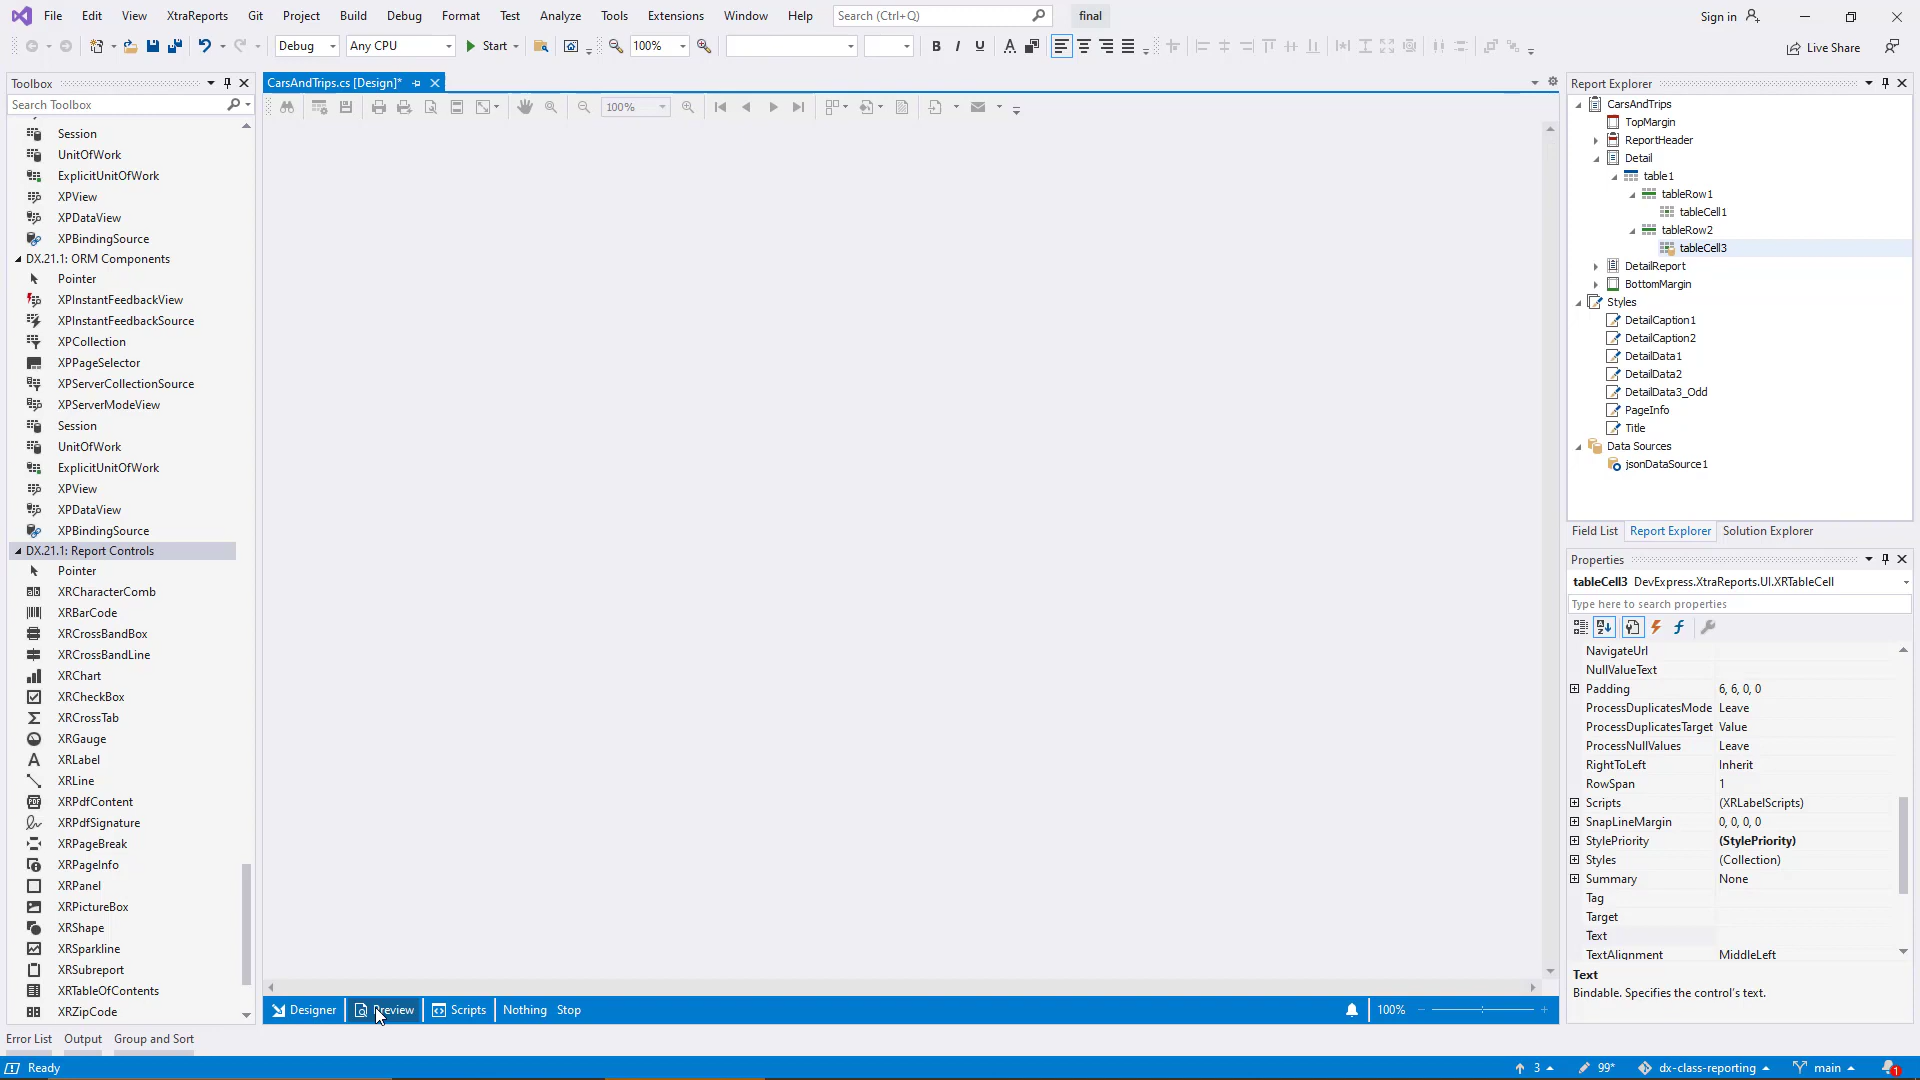 File Edit View XtraReports Git Project Build Debug Format Test Analyze Tools Extensions Window Help Search (Ctrl+Q) final Sign in
Debug Any CPU Start 100% B I U A Live Share
Toolbox
Search Toolbox
Session
UnitOfWork
ExplicitUnitOfWork
XPView
XPDataView
XPBindingSource
DX.21.1: ORM Components
Pointer
XPInstantFeedbackView
XPInstantFeedbackSource
XPCollection
XPPageSelector
XPServerCollectionSource
XPServerModeView
Session
UnitOfWork
ExplicitUnitOfWork
XPView
XPDataView
XPBindingSource
DX.21.1: Report Controls
Pointer
XRCharacterComb
XRBarCode
XRCrossBandBox
XRCrossBandLine
XRChart
XRCheckBox
XRCrossTab
XRGauge
XRLabel
XRLine
XRPdfContent
XRPdfSignature
XRPageBreak
XRPageInfo
XRPanel
XRPictureBox
XRShape
XRSparkline
XRSubreport
XRTableOfContents
XRZipCode
CarsAndTrips.cs [Design]*
100%
Designer Preview Scripts Nothing Stop 100%
Report Explorer
CarsAndTrips
TopMargin
ReportHeader
Detail
table1
tableRow1
tableCell1
tableRow2
tableCell3
DetailReport
BottomMargin
Styles
DetailCaption1
DetailCaption2
DetailData1
DetailData2
DetailData3_Odd
PageInfo
Title
Data Sources
jsonDataSource1
Field List Report Explorer Solution Explorer
Properties
tableCell3 DevExpress.XtraReports.UI.XRTableCell
Type here to search properties
NavigateUrl
NullValueText
Padding 6, 6, 0, 0
ProcessDuplicatesMode Leave
ProcessDuplicatesTarget Value
ProcessNullValues Leave
RightToLeft Inherit
RowSpan 1
Scripts (XRLabelScripts)
SnapLineMargin 0, 0, 0, 0
StylePriority (StylePriority)
Styles (Collection)
Summary None
Tag
Target
Text
TextAlignment MiddleLeft
Text
Bindable. Specifies the control's text.
Error List Output Group and Sort
Ready 3 99* dx-class-reporting main 1